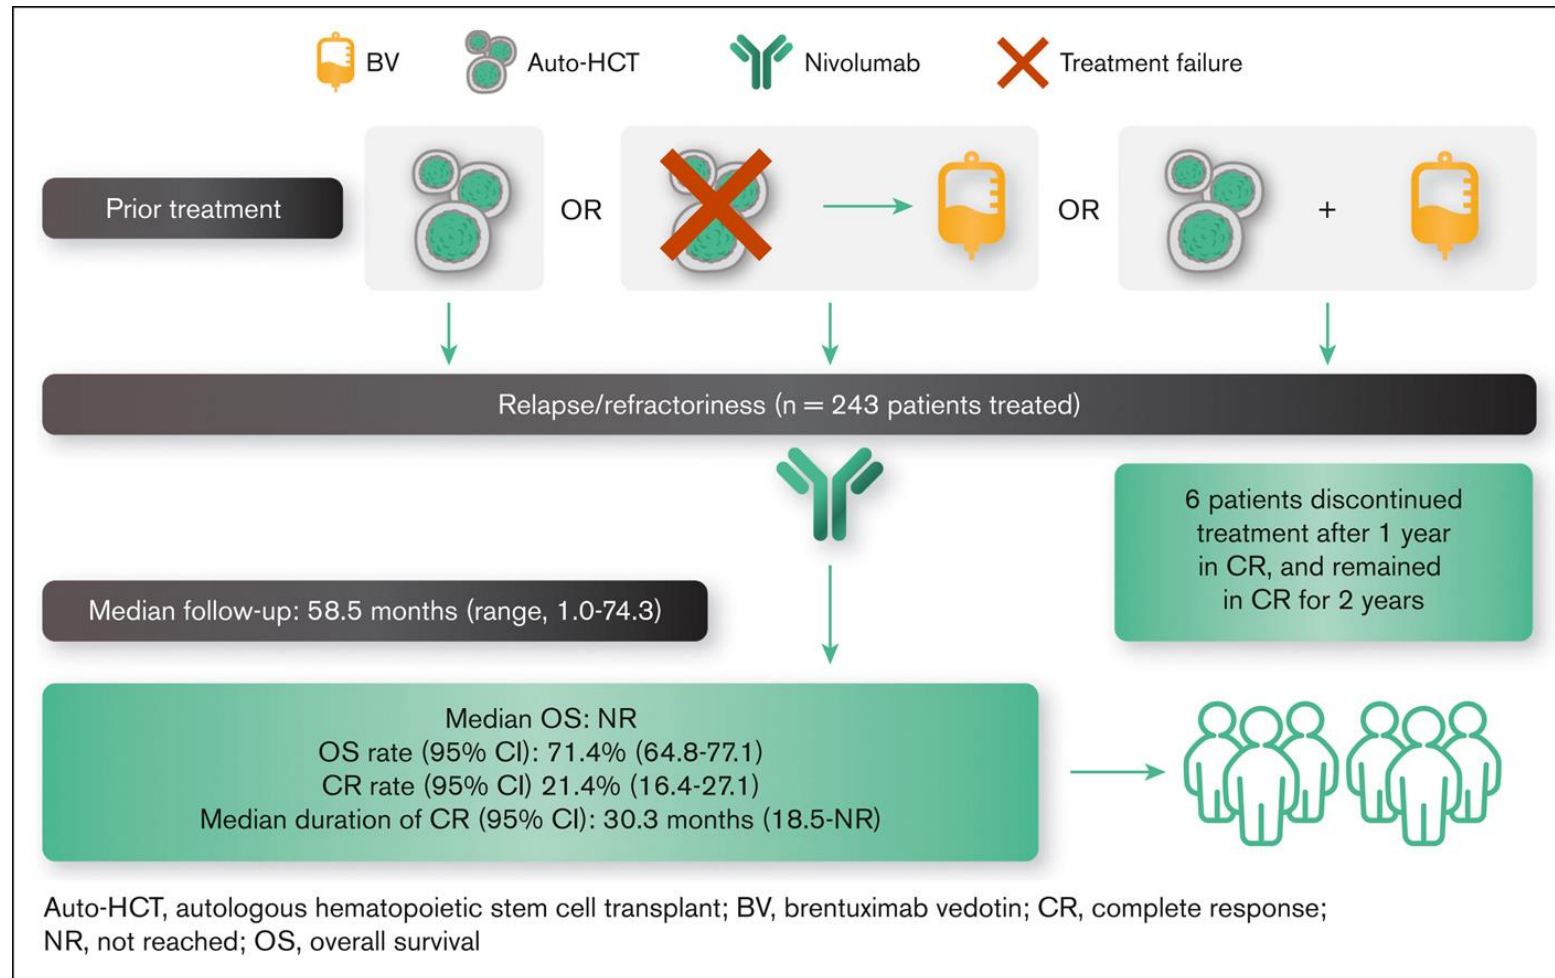 BV
Auto-HCT
Nivolumab
Treatment failure
Prior treatment
OR
OR
+
Relapse/refractoriness (n = 243 patients treated)
6 patients discontinued
treatment after 1 year
in CR, and remained
in CR for 2 years
Median follow-up: 58.5 months (range, 1.0-74.3)
Median OS: NR
OS rate (95% CI): 71.4% (64.8-77.1)
CR rate (95% CI) 21.4% (16.4-27.1)
Median duration of CR (95% CI): 30.3 months (18.5-NR)
Auto-HCT, autologous hematopoietic stem cell transplant; BV, brentuximab vedotin; CR, complete response;
NR, not reached; OS, overall survival